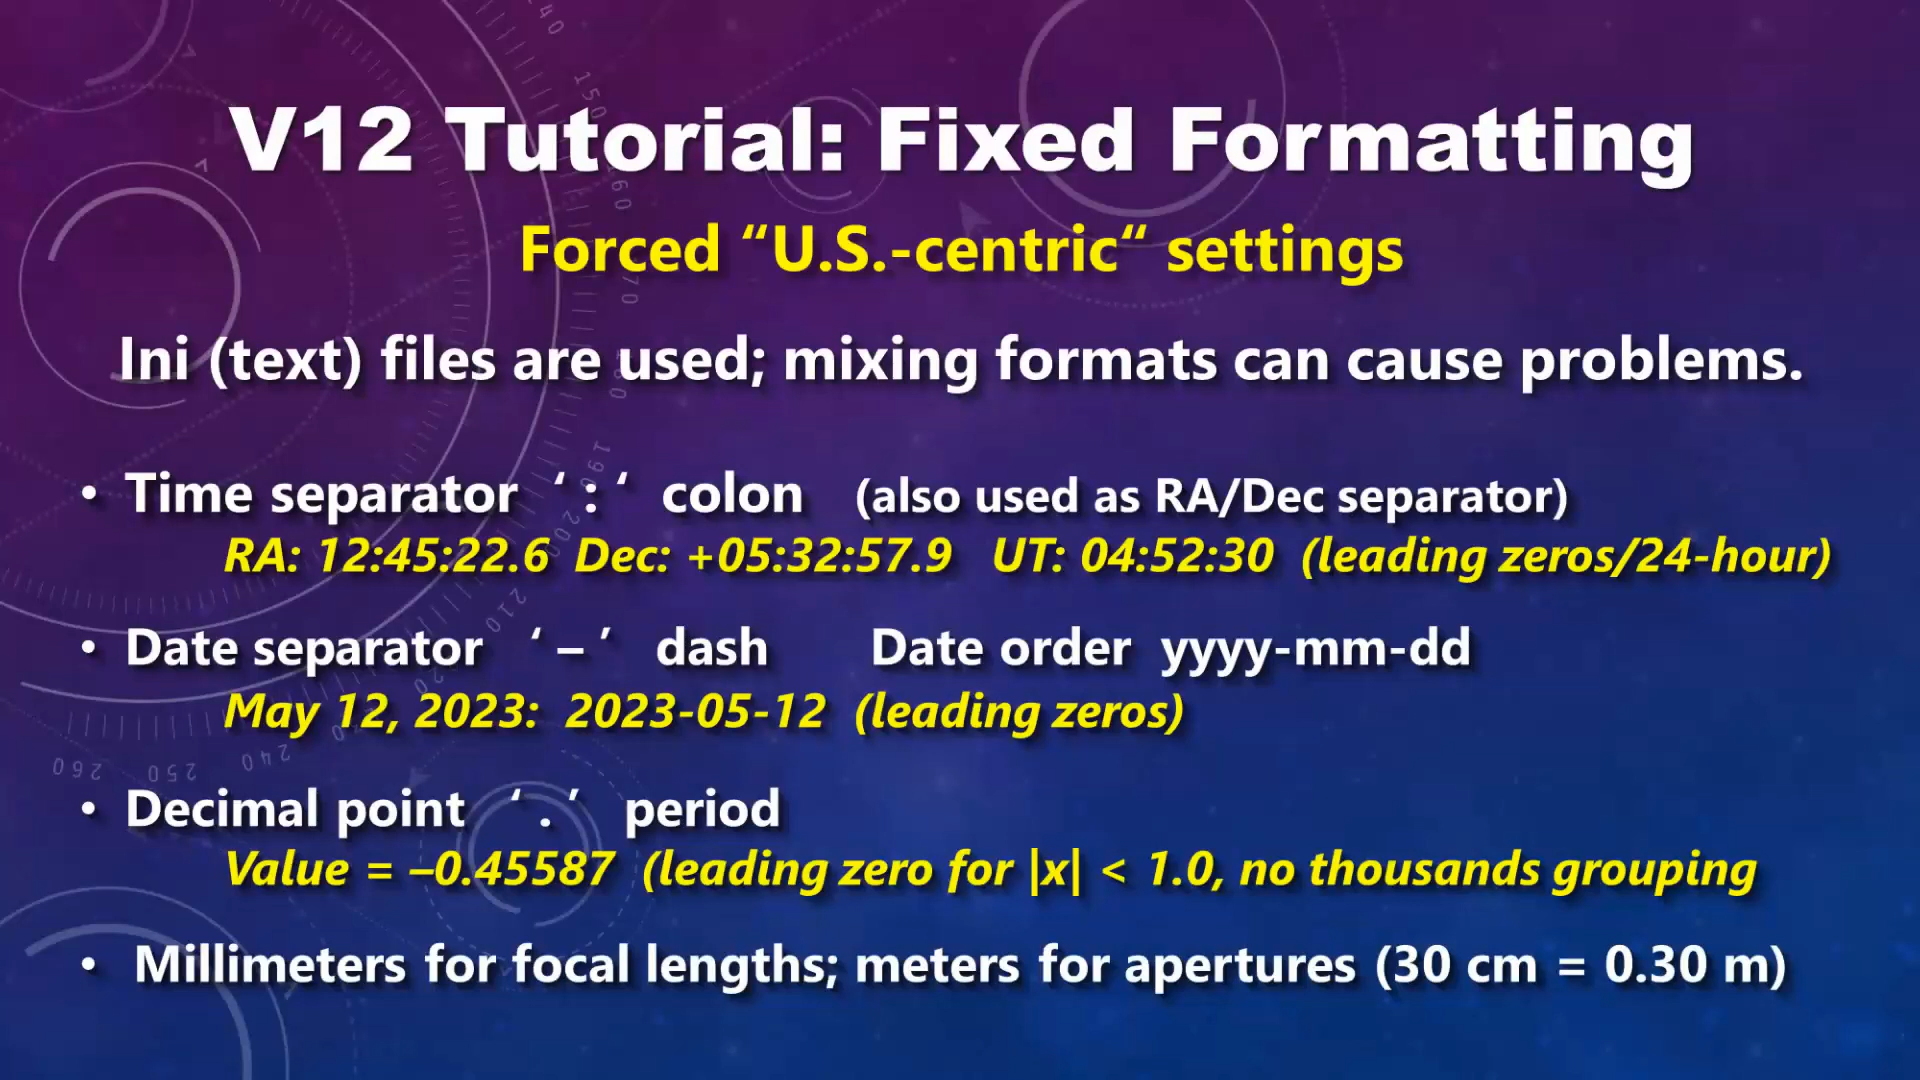 V12 Tutorial: Fixed Formatting
Forced “U.S.-centric“ settings
Ini (text) files are used; mixing formats can cause problems.
• Time separator ‘ : ‘ colon (also used as RA/Dec separator)
RA: 12:45:22.6 Dec: +05:32:57.9 UT: 04:52:30 (leading zeros/24-hour)
• Date separator ‘ – ’ dash Date order yyyy-mm-dd
May 12, 2023: 2023-05-12 (leading zeros)
• Decimal point ‘ . ’ period
Value = –0.45587 (leading zero for |x| < 1.0, no thousands grouping
• Millimeters for focal lengths; meters for apertures (30 cm = 0.30 m)